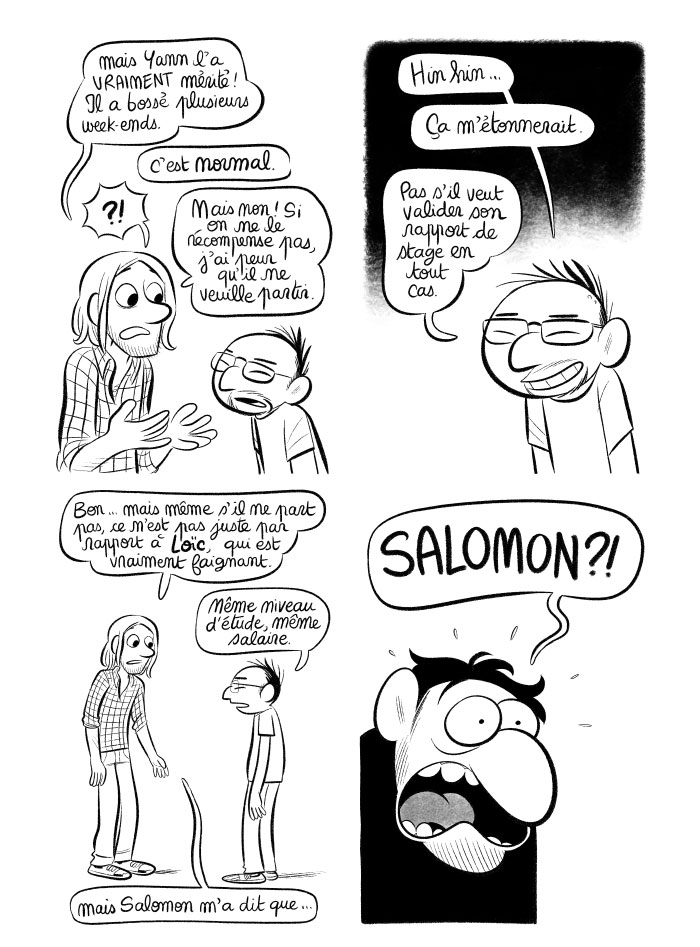 mais Yann l'a
VRAIMENT mérité!
Il a bossé plusieurs
week-ends.
C'est normal.
?!
Mais non! Si
on ne le
récompense pas,
j'ai peur
qu'il ne
veuille partir.
Hin hin...
Ça m'étonnerait.
Pas s'il veut
valider son
rapport de
stage en
tout
cas.
Bon... mais même s'il ne part
pas, ce n'est pas juste par
rapport à Loïc, qui est
vraiment faignant.
Même niveau
d'étude, même
salaire.
mais Salomon m'a dit que...
SALOMON?!